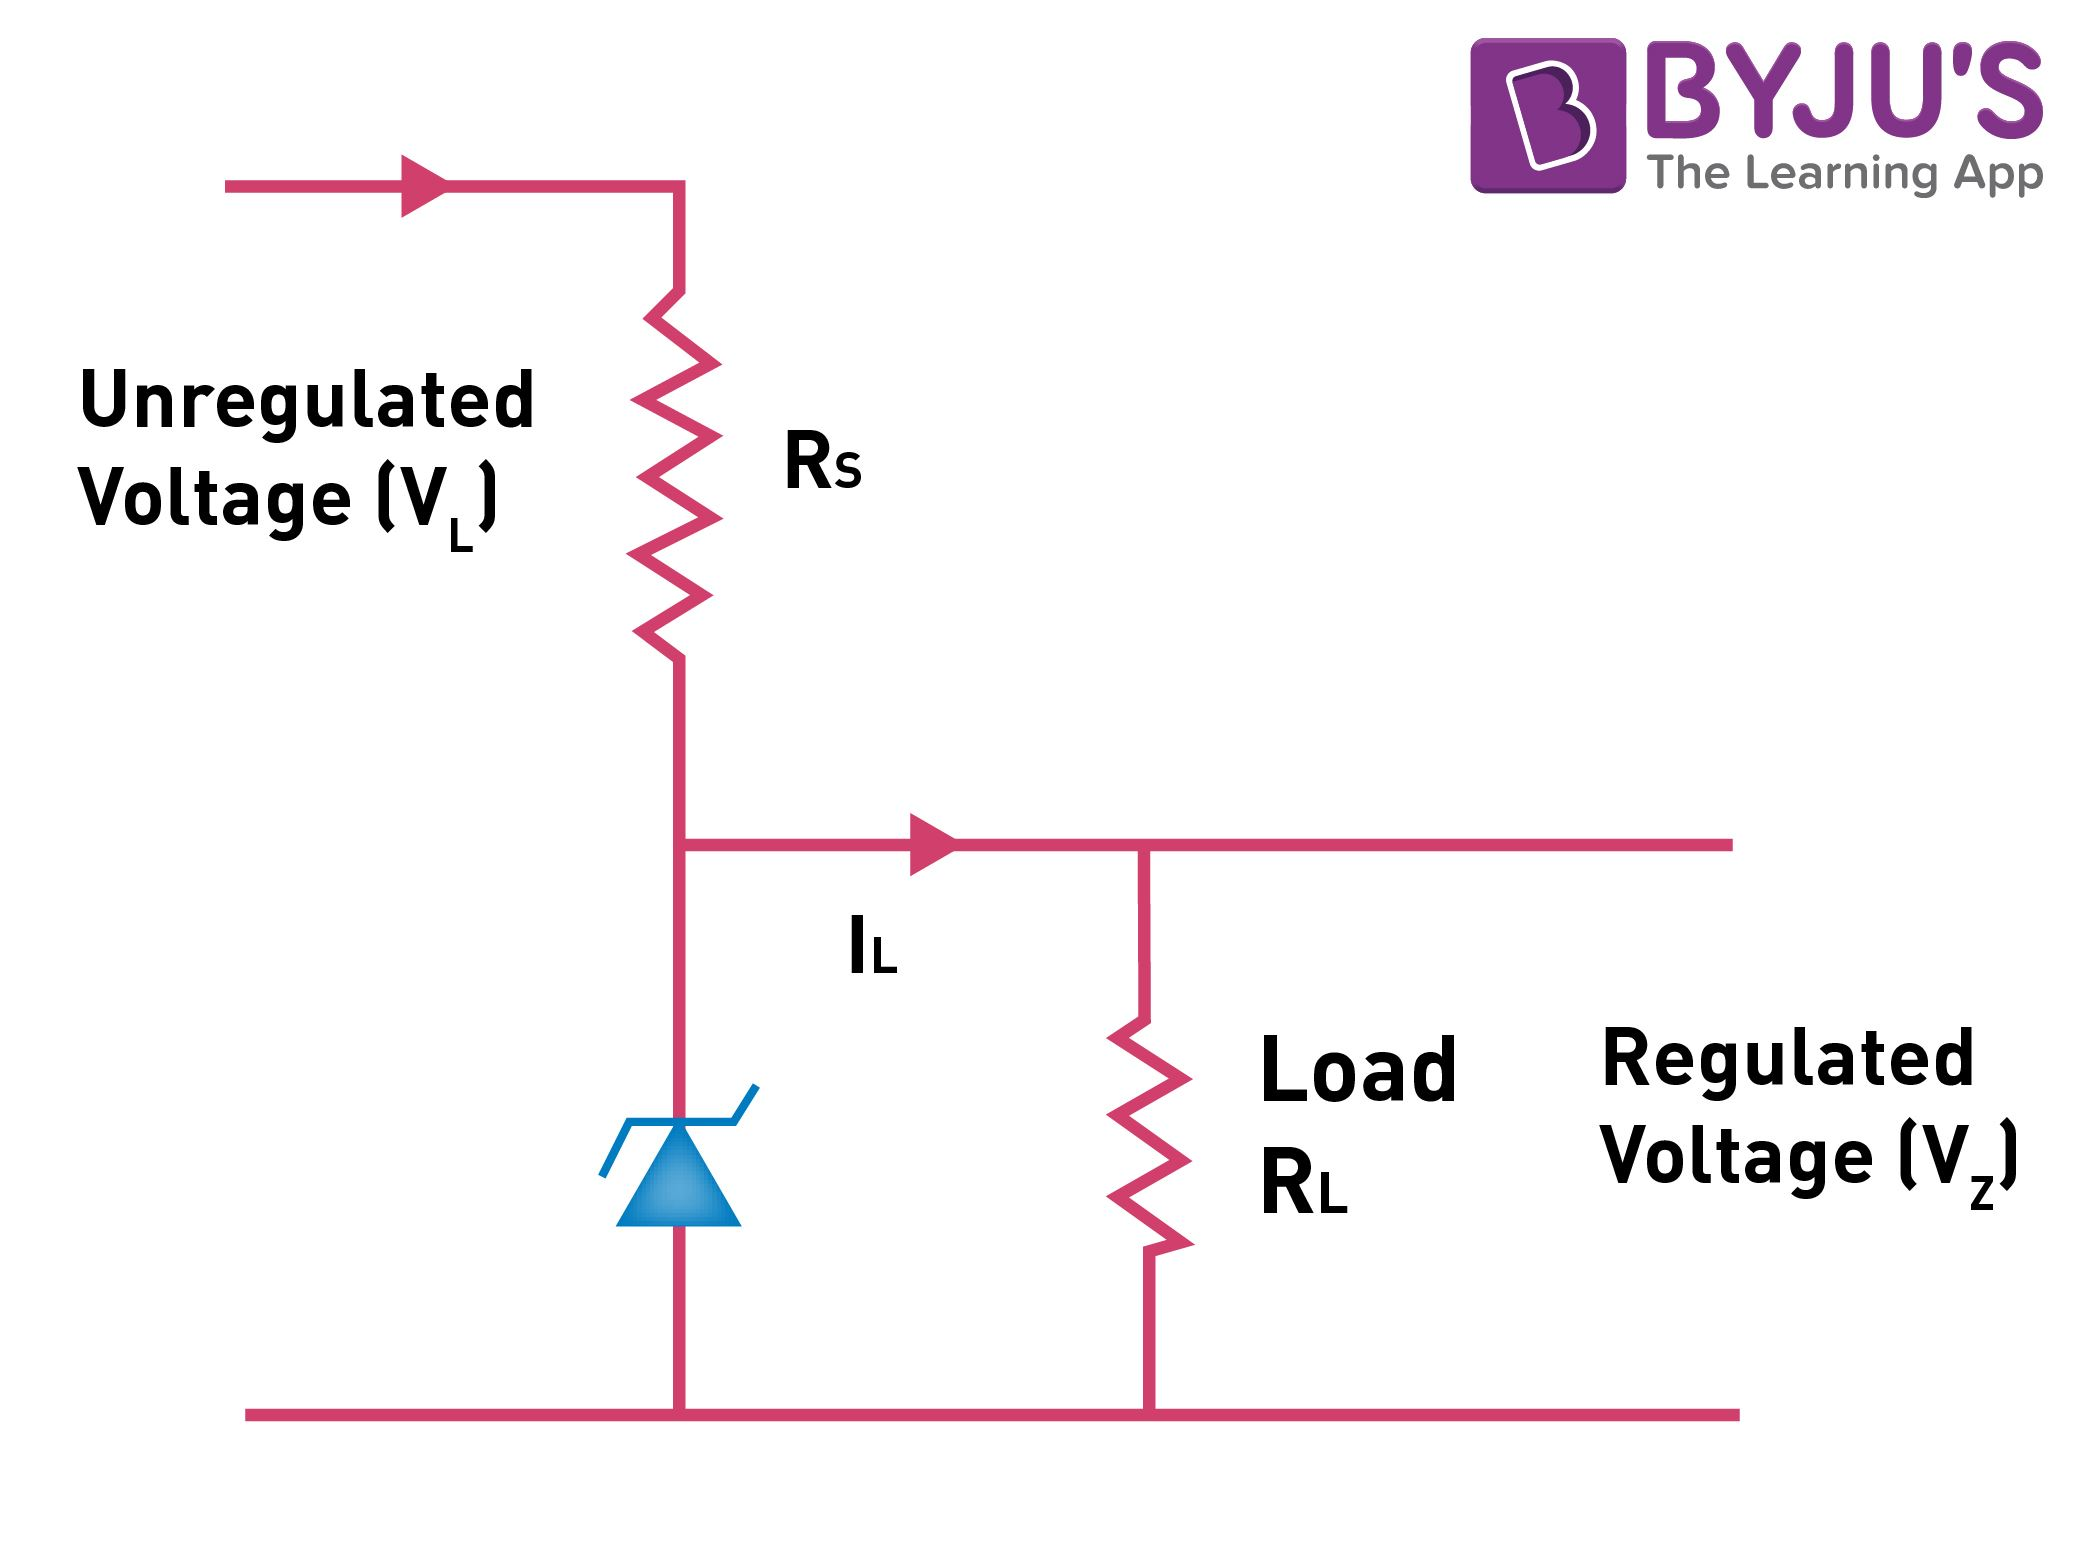 BYJU'S
The Learning App
Unregulated
Voltage (VL)
RS
IL
Load
RL
Regulated
Voltage (VZ)